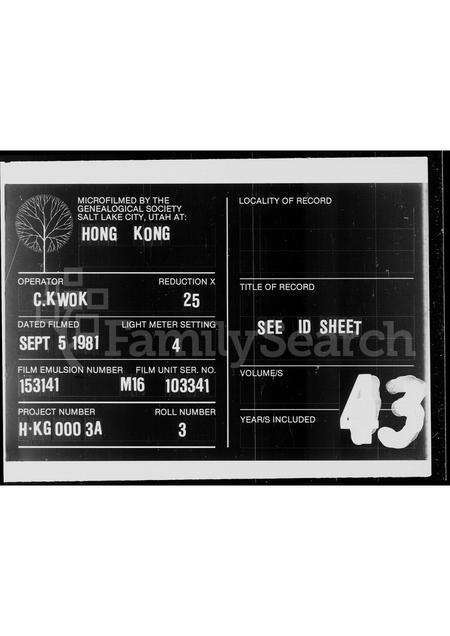 MICROFILMED BY THE
GENEALOGICAL SOCIETY
SALT LAKE CITY, UTAH AT:
HONG KONG
OPERATOR REDUCTION X
C.KWOK 25
DATED FILMED LIGHT METER SETTING
SEPT 5 1981 4
FILM EMULSION NUMBER FILM UNIT SER. NO.
153141 M16 103341
PROJECT NUMBER ROLL NUMBER
H·KG 000 3A 3
LOCALITY OF RECORD
TITLE OF RECORD
SEE ID SHEET
VOLUME/S
YEAR/S INCLUDED
43
FamilySearch